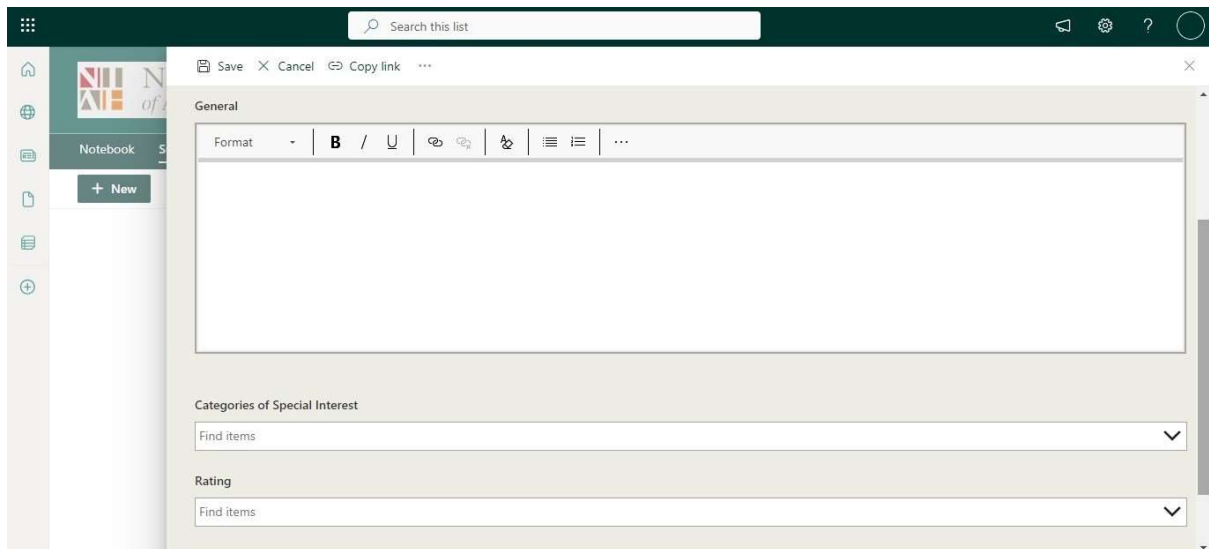 Search this list
?
N
of
Save Cancel Copy link ...
General
Format B / U ...
Notebook S
+ New
Categories of Special Interest
Find items
Rating
Find items